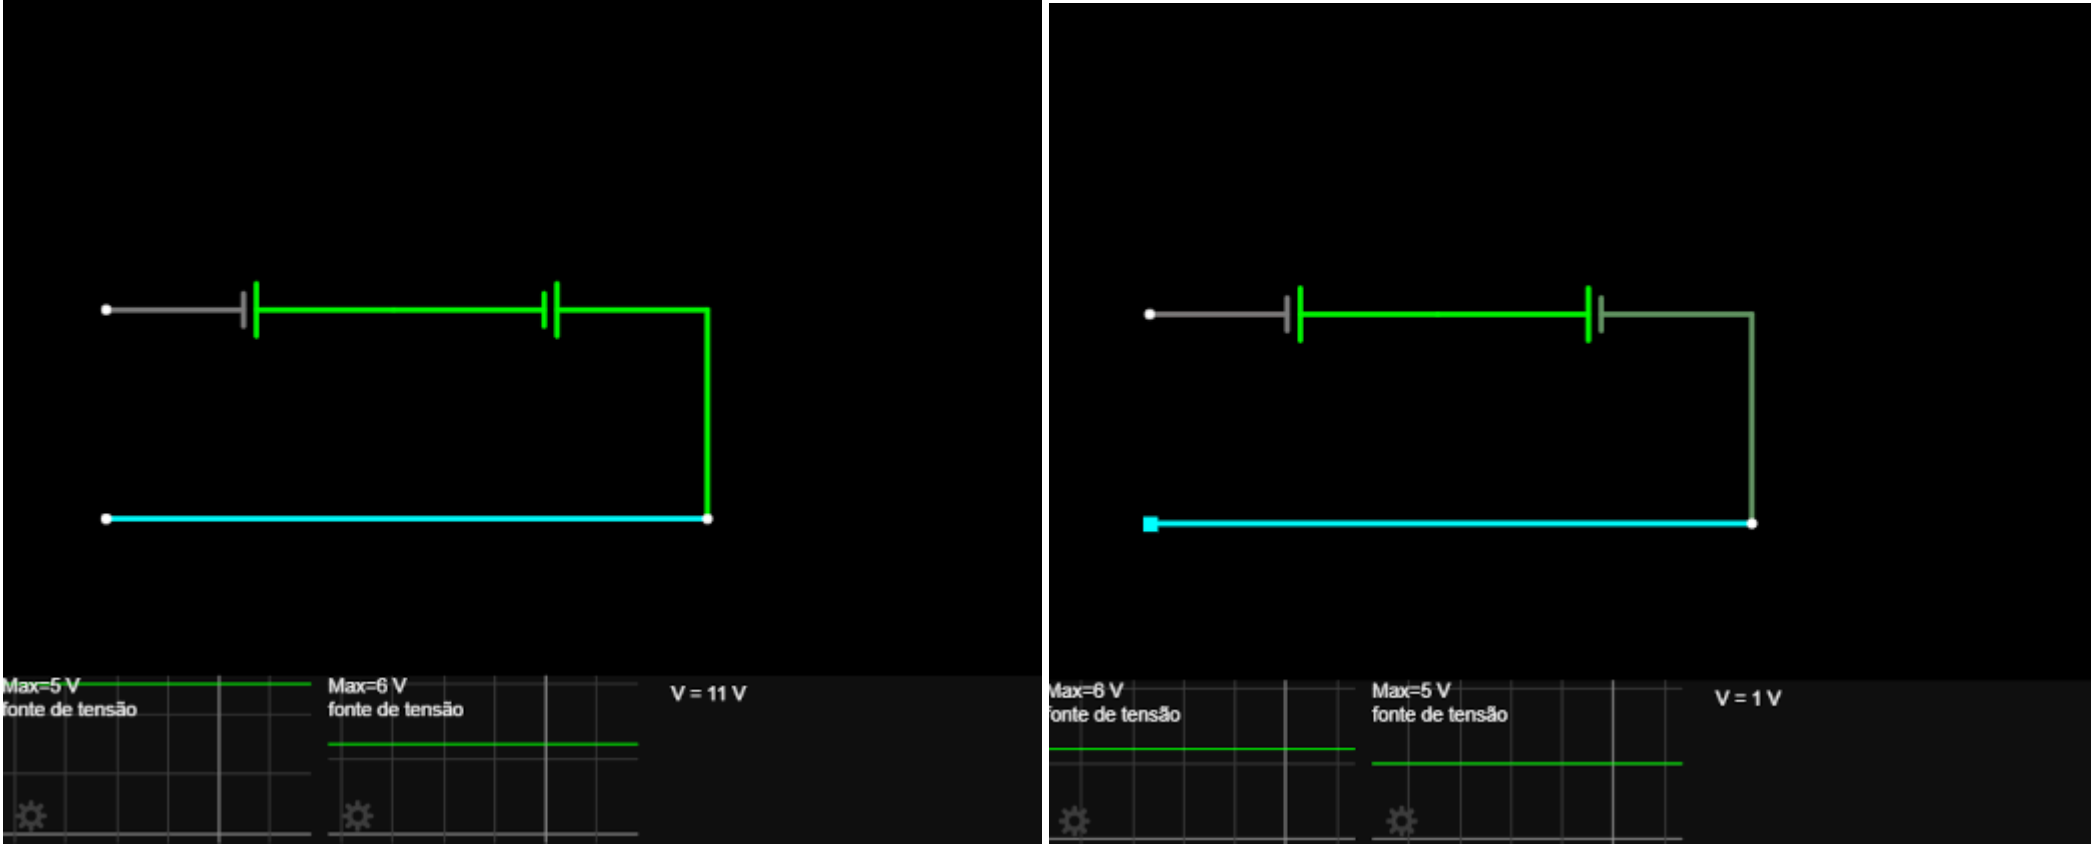 Max=5 V
fonte de tensão
Max=6 V
fonte de tensão
V = 11 V
Max=6 V
fonte de tensão
Max=5 V
fonte de tensão
V = 1 V